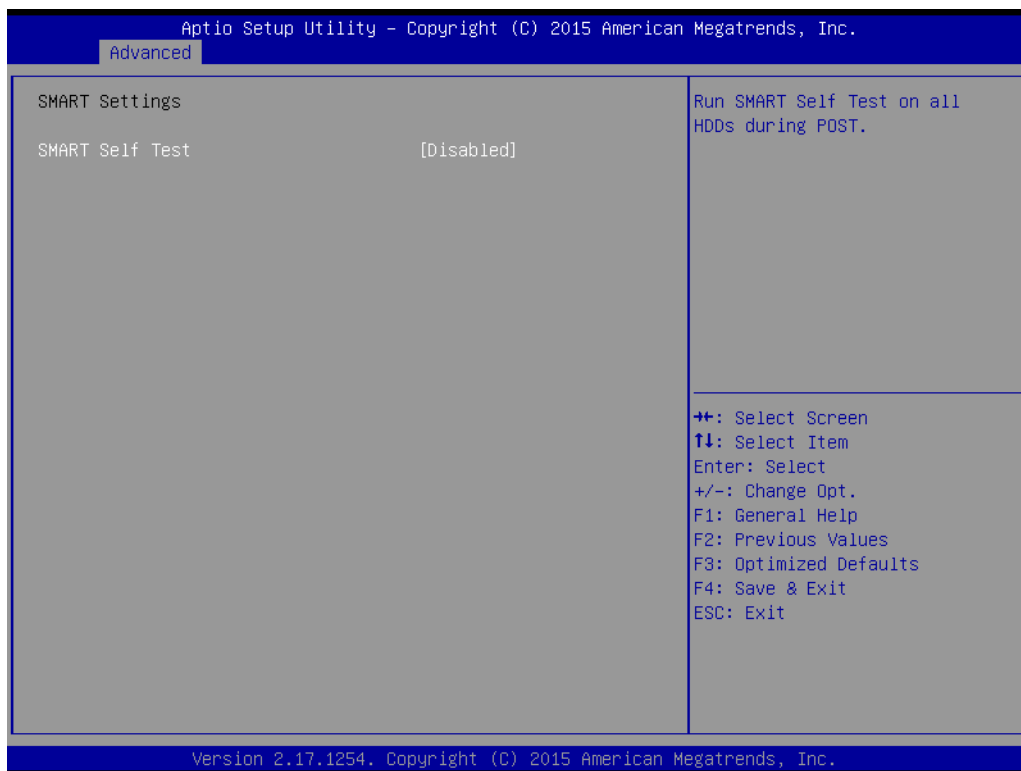 Aptio Setup Utility – Copyright (C) 2015 American Megatrends, Inc.
Advanced
SMART Settings
SMART Self Test [Disabled]
Run SMART Self Test on all
HDDs during POST.
→←: Select Screen
↑↓: Select Item
Enter: Select
+/-: Change Opt.
F1: General Help
F2: Previous Values
F3: Optimized Defaults
F4: Save & Exit
ESC: Exit
Version 2.17.1254. Copyright (C) 2015 American Megatrends, Inc.